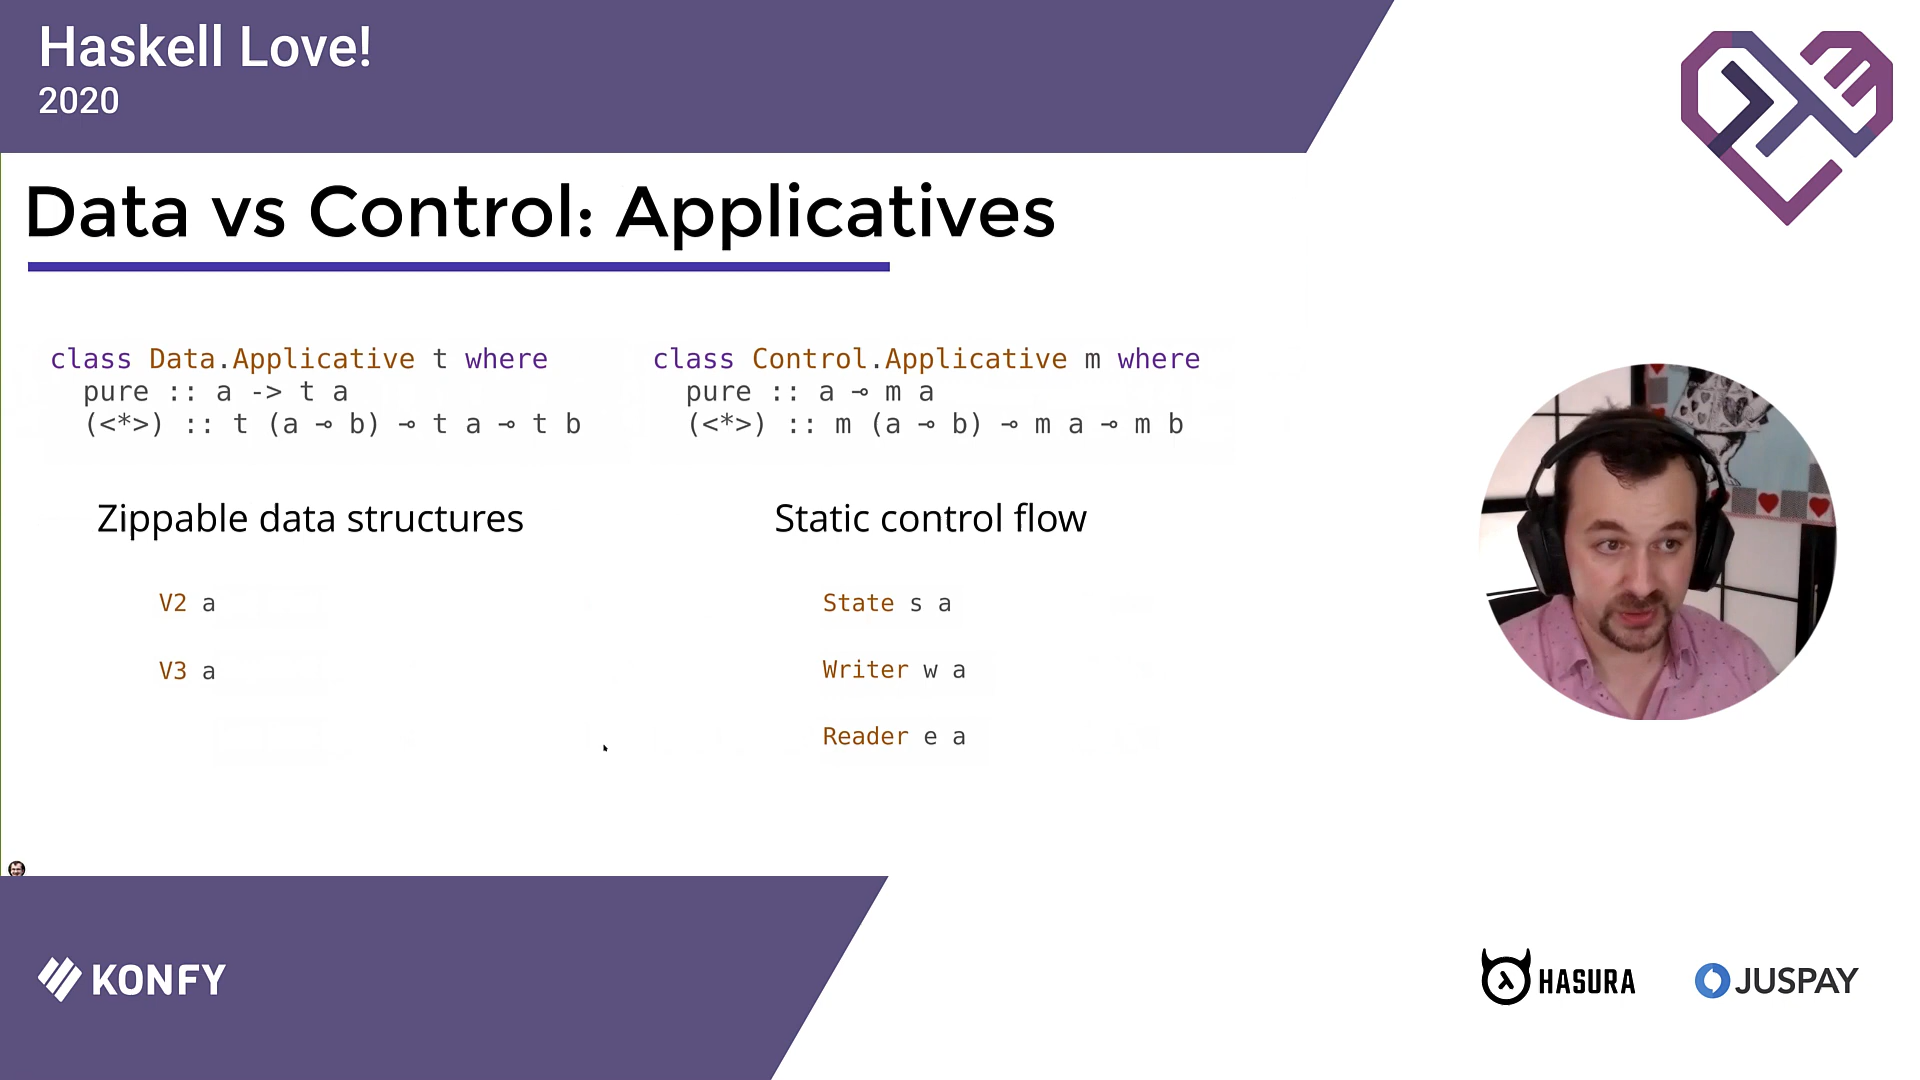 Haskell Love!
2020
Data vs Control: Applicatives
class Data.Applicative t where
pure :: a -> t a
(<*>) :: t (a ⊸ b) ⊸ t a ⊸ t b
class Control.Applicative m where
pure :: a ⊸ m a
(<*>) :: m (a ⊸ b) ⊸ m a ⊸ m b
Zippable data structures
V2 a
V3 a
Static control flow
State s a
Writer w a
Reader e a
KONFY
HASURA
JUSPAY